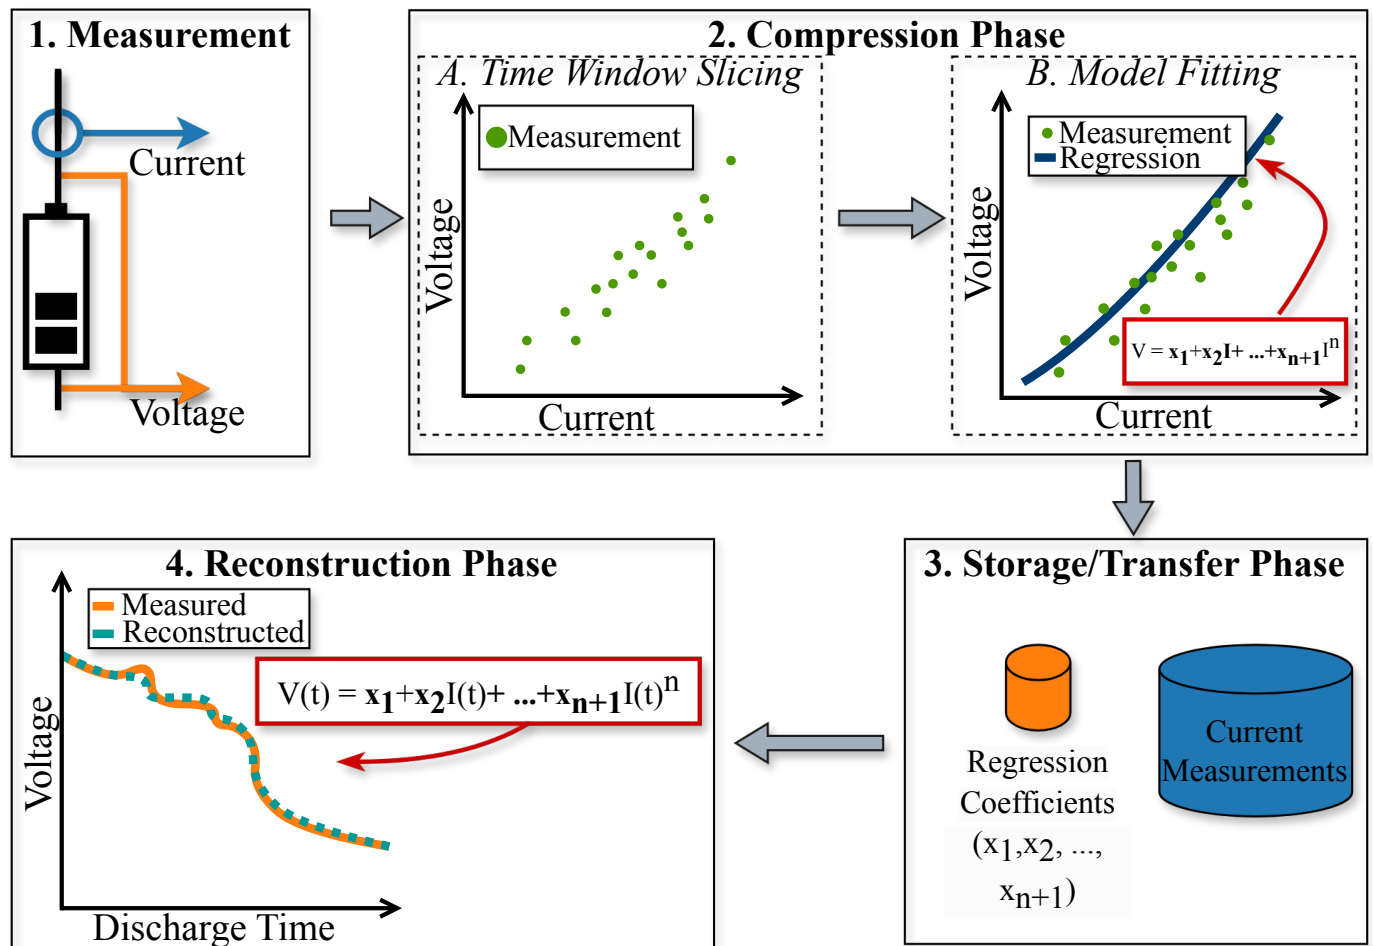 1. Measurement
Current
Voltage
2. Compression Phase
A. Time Window Slicing
Measurement
Voltage
Current
B. Model Fitting
Measurement
Regression
Voltage
V = x1+x2I+ ...+xn+1I^n
Current
3. Storage/Transfer Phase
Regression
Coefficients
(x1,x2, ...,
xn+1)
Current
Measurements
4. Reconstruction Phase
Measured
Reconstructed
V(t) = x1+x2I(t)+ ...+xn+1I(t)^n
Voltage
Discharge Time